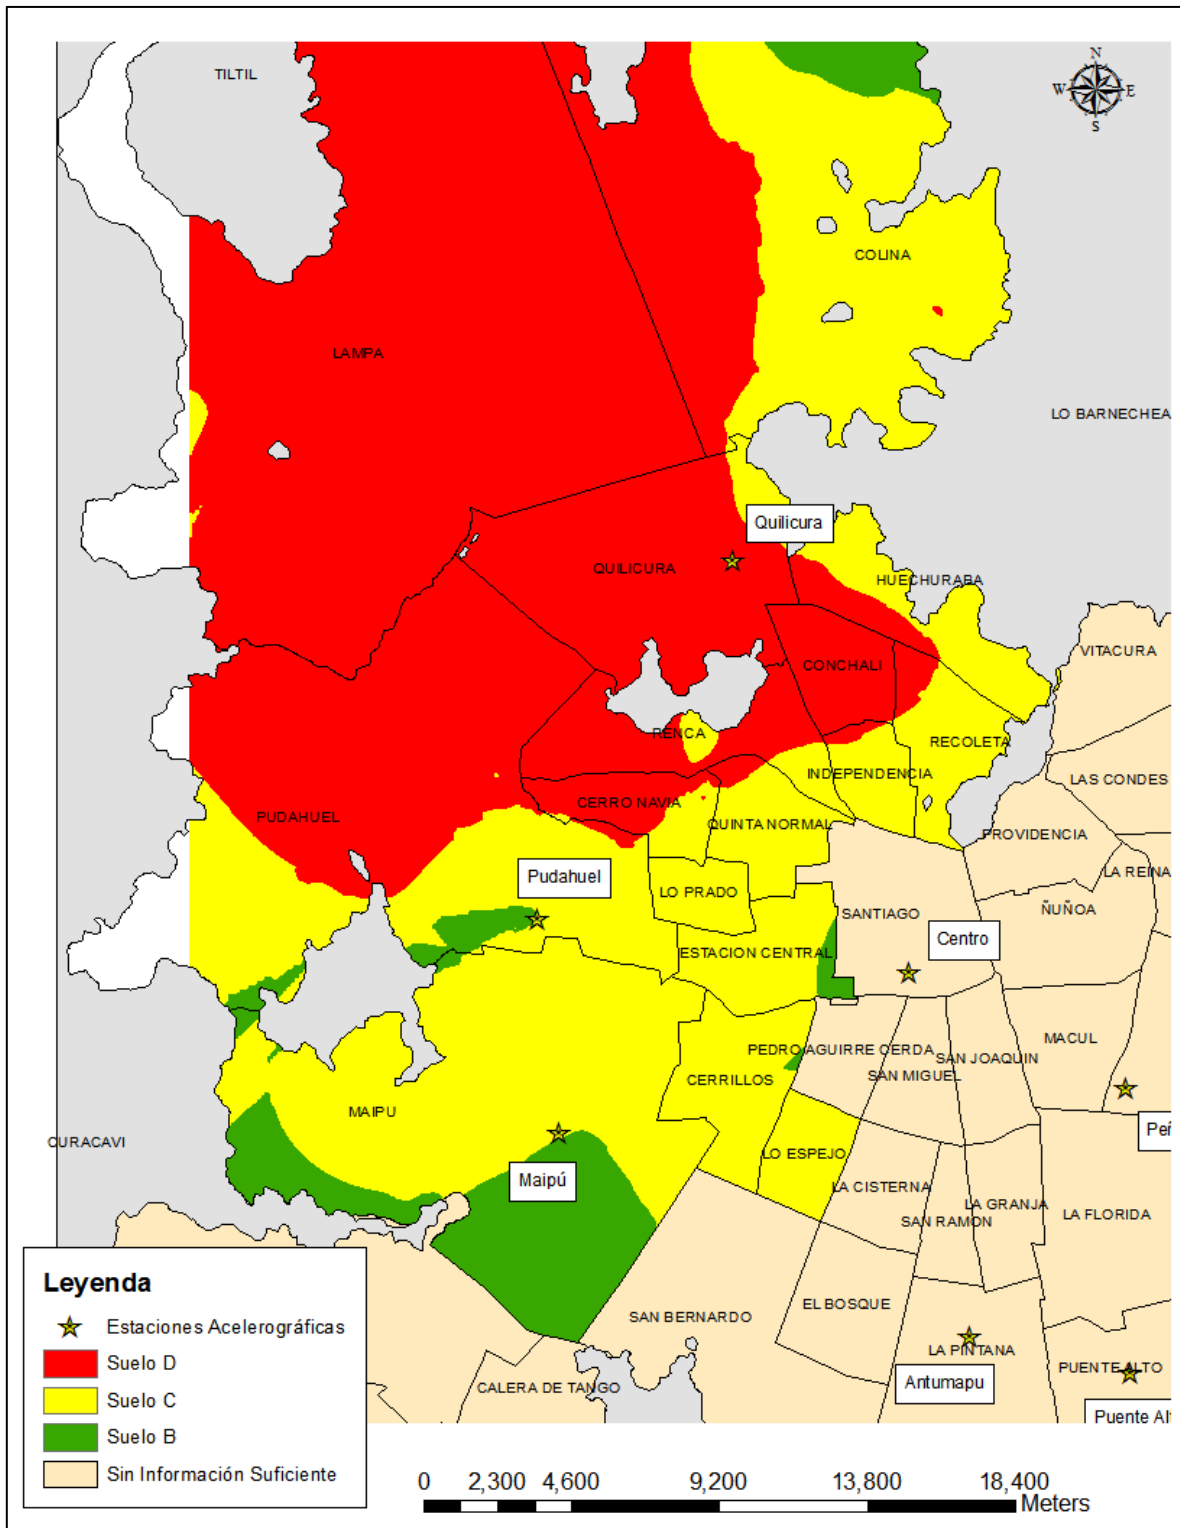 TILTIL
N
W E
S
COLINA
LAMPA
LO BARNECHEA
Quilicura
QUILICURA
HUECHURABA
VITACURA
CONCHALI
RENCA
RECOLETA
INDEPENDENCIA
LAS CONDES
CERRO NAVIA
PUDAHUEL
QUINTA NORMAL
PROVIDENCIA
LA REINA
Pudahuel
LO PRADO
SANTIAGO
ÑUÑOA
Centro
ESTACION CENTRAL
MACUL
PEDRO AGUIRRE CERDA
SAN JOAQUIN
SAN MIGUEL
CERRILLOS
MAIPU
CURACAVI
Peñ
LO ESPEJO
Maipú
LA CISTERNA
LA GRANJA
SAN RAMON
LA FLORIDA
EL BOSQUE
SAN BERNARDO
LA PINTANA
PUENTE ALTO
CALERA DE TANGO
Antumapu
Puente Al
Leyenda
Estaciones Acelerográficas
Suelo D
Suelo C
Suelo B
Sin Información Suficiente
0 2,300 4,600 9,200 13,800 18,400
Meters